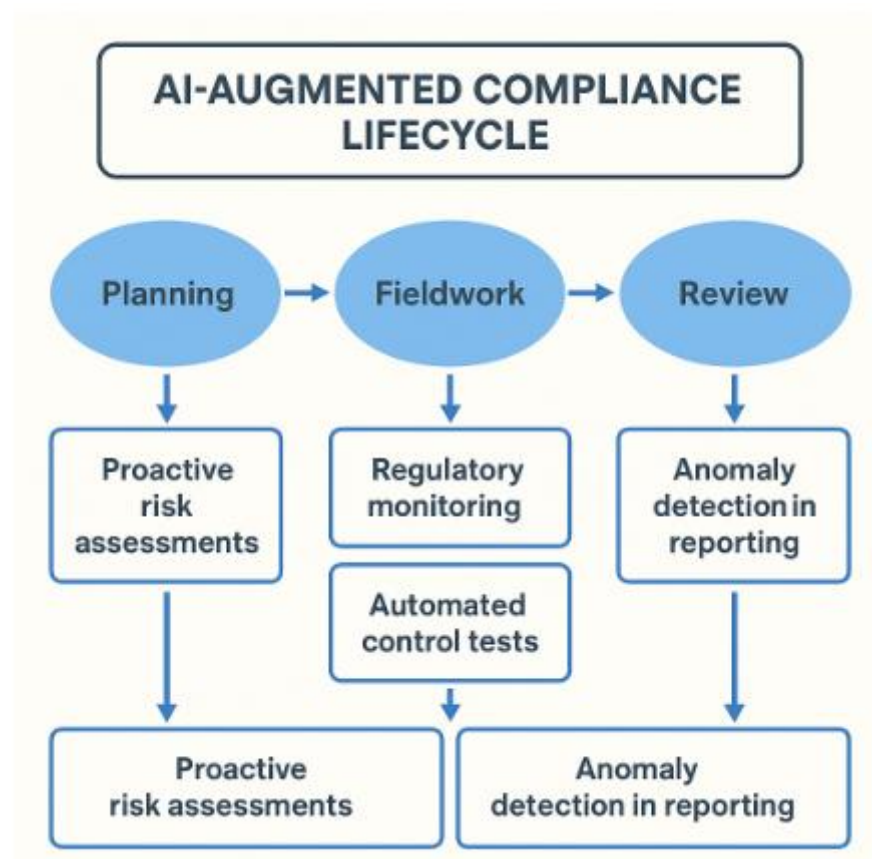 AI-AUGMENTED COMPLIANCE
LIFECYCLE
Planning
Fieldwork
Review
Proactive
risk
assessments
Regulatory
monitoring
Automated
control tests
Anomaly
detection in
reporting
Proactive
risk assessments
Anomaly
detection in reporting